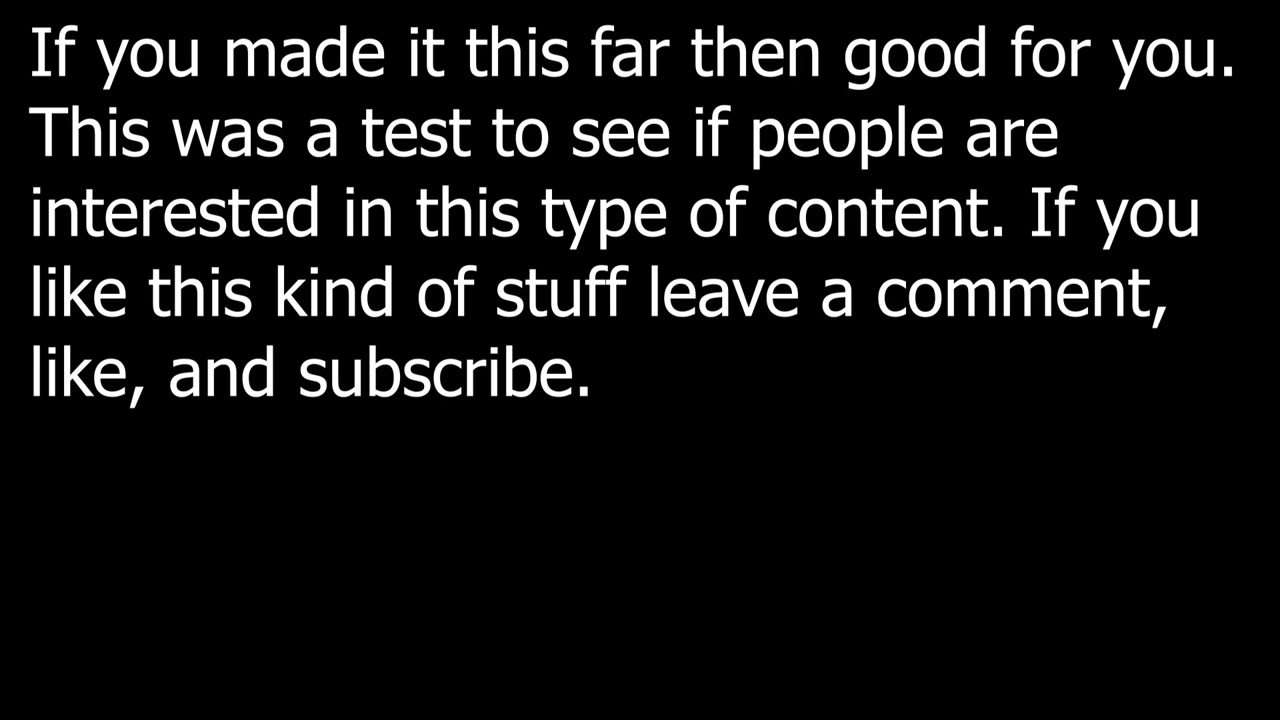 If you made it this far then good for you.
This was a test to see if people are
interested in this type of content. If you
like this kind of stuff leave a comment,
like, and subscribe.